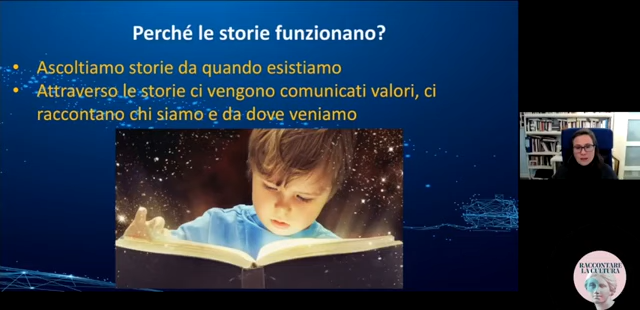 Perché le storie funzionano?
• Ascoltiamo storie da quando esistiamo
• Attraverso le storie ci vengono comunicati valori, ci
raccontano chi siamo e da dove veniamo
RACCONTARE
LA CULTURA